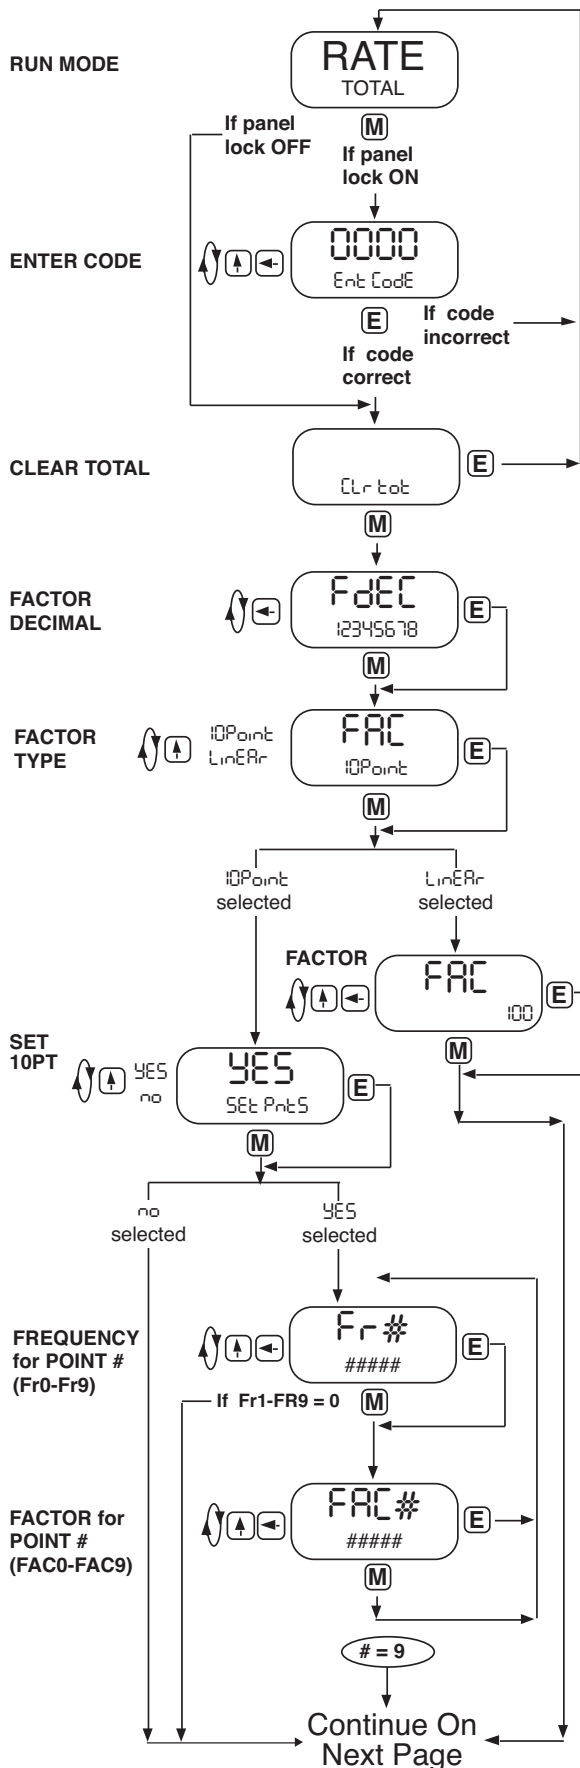 RUN MODE
RATE
TOTAL
If panel
lock OFF
M
If panel
lock ON
ENTER CODE
0000
Ent CodE
E
If code
incorrect
If code
correct
CLEAR TOTAL
CLr tot
E
M
FACTOR
DECIMAL
FdEC
12345678
E
M
FACTOR
TYPE
10Point
LinEAr
FAC
10Point
E
M
10Point
selected
LinEAr
selected
FACTOR
FAC
100
E
M
SET
10PT
YES
no
YES
SEt PntS
E
M
no
selected
YES
selected
FREQUENCY
for POINT #
(Fr0-Fr9)
Fr#
#####
E
If Fr1-FR9 = 0
M
FACTOR for
POINT #
(FAC0-FAC9)
FAC#
#####
E
M
# = 9
Continue On
Next Page